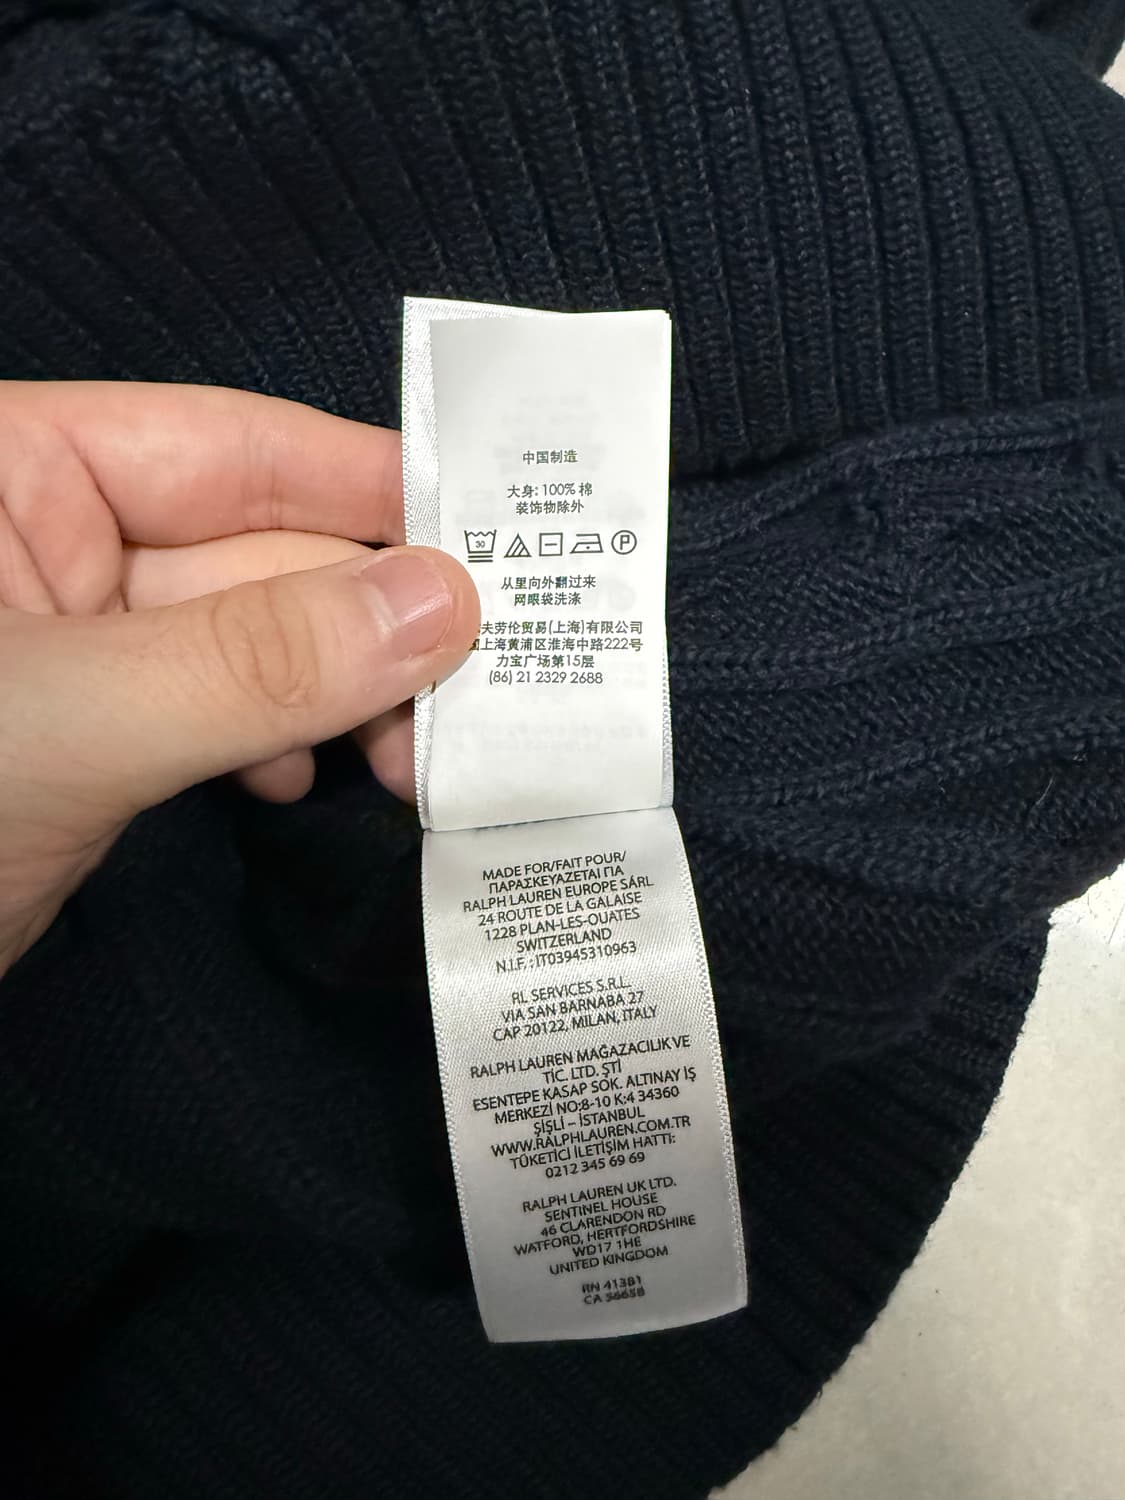 中国制造
大身: 100% 棉
装饰物除外
30 P
从里向外翻过来
网眼袋洗涤
夫劳伦贸易(上海)有限公司
上海黄浦区淮海中路222号
力宝广场第15层
(86) 21 2329 2688
MADE FOR/FAIT POUR/
ΠΑΡΑΣΚΕΥΑΖΕΤΑΙ ΓΙΑ
RALPH LAUREN EUROPE SÁRL
24 ROUTE DE LA GALAISE
1228 PLAN-LES-OUATES
SWITZERLAND
N.I.F. : IT03945310963
RL SERVICES S.R.L.
VIA SAN BARNABA 27
CAP 20122, MILAN, ITALY
RALPH LAUREN MAĞAZACILIK VE
TİC. LTD. ŞTİ
ESENTEPE KASAP SOK. ALTINAY İŞ
MERKEZİ NO:8-10 K:4 34360
ŞİŞLİ – İSTANBUL
WWW.RALPHLAUREN.COM.TR
TÜKETİCİ İLETİŞİM HATTI:
0212 345 69 69
RALPH LAUREN UK LTD.
SENTINEL HOUSE
46 CLARENDON RD
WATFORD, HERTFORDSHIRE
WD17 1HE
UNITED KINGDOM
RN 41381
CA 56658